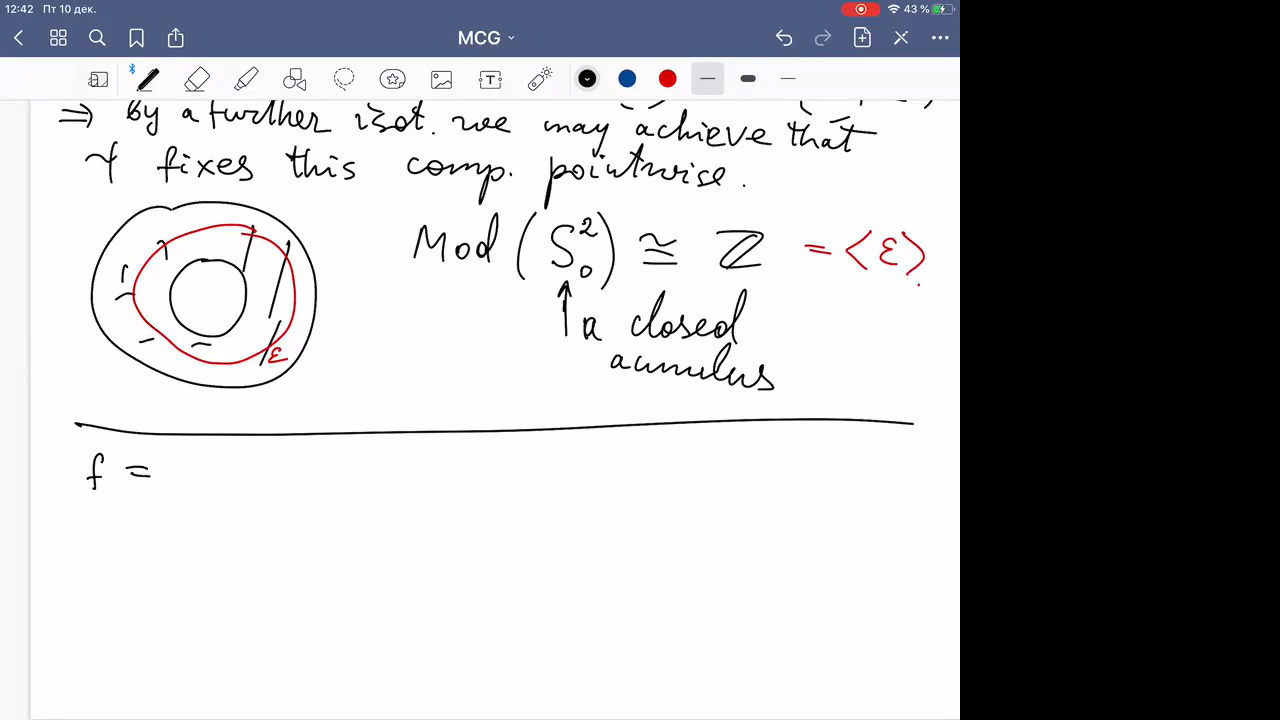 12:42 Пт 10 дек.
43 %
MCG
T
⇒ By a further isot. we may achieve that
fixes this comp. pointwise.
Mod (S₀²) ≅ ℤ = ⟨ε⟩
ε
↑ a closed
annulus
f =